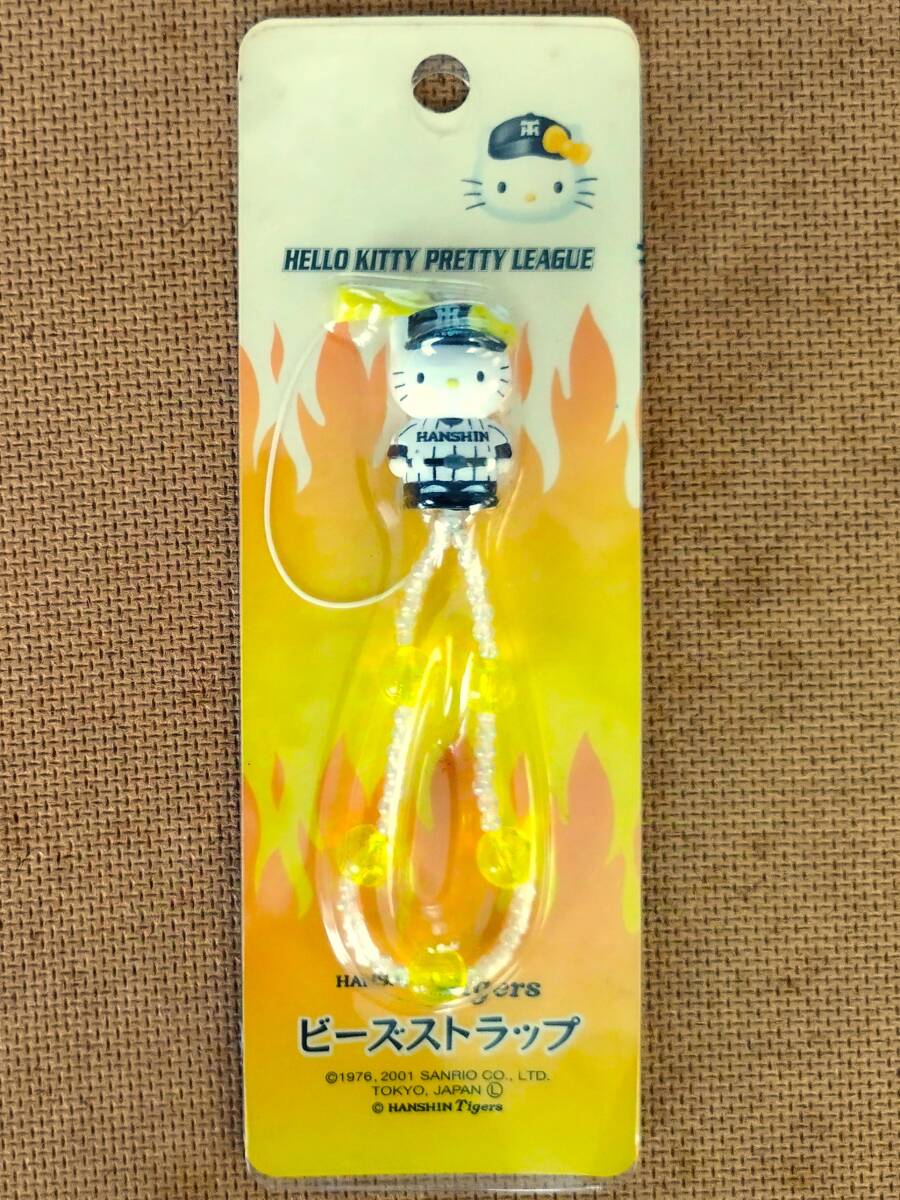 HELLO KITTY PRETTY LEAGUE
HANSHIN
ビーズストラップ
©1976, 2001 SANRIO CO., LTD.
TOKYO, JAPAN Ⓛ
© HANSHIN Tigers